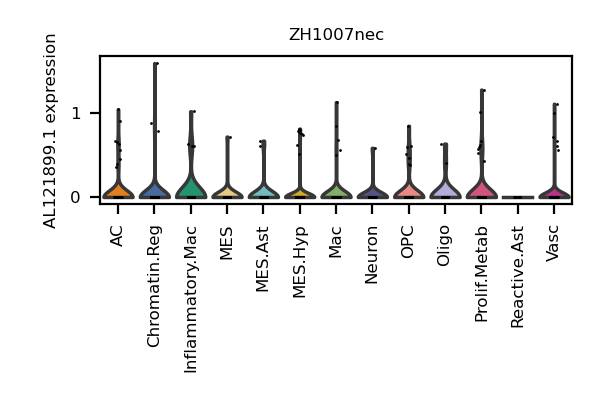 ZH1007nec
AL121899.1 expression
1
0
AC
Chromatin.Reg
Inflammatory.Mac
MES
MES.Ast
MES.Hyp
Mac
Neuron
OPC
Oligo
Prolif.Metab
Reactive.Ast
Vasc